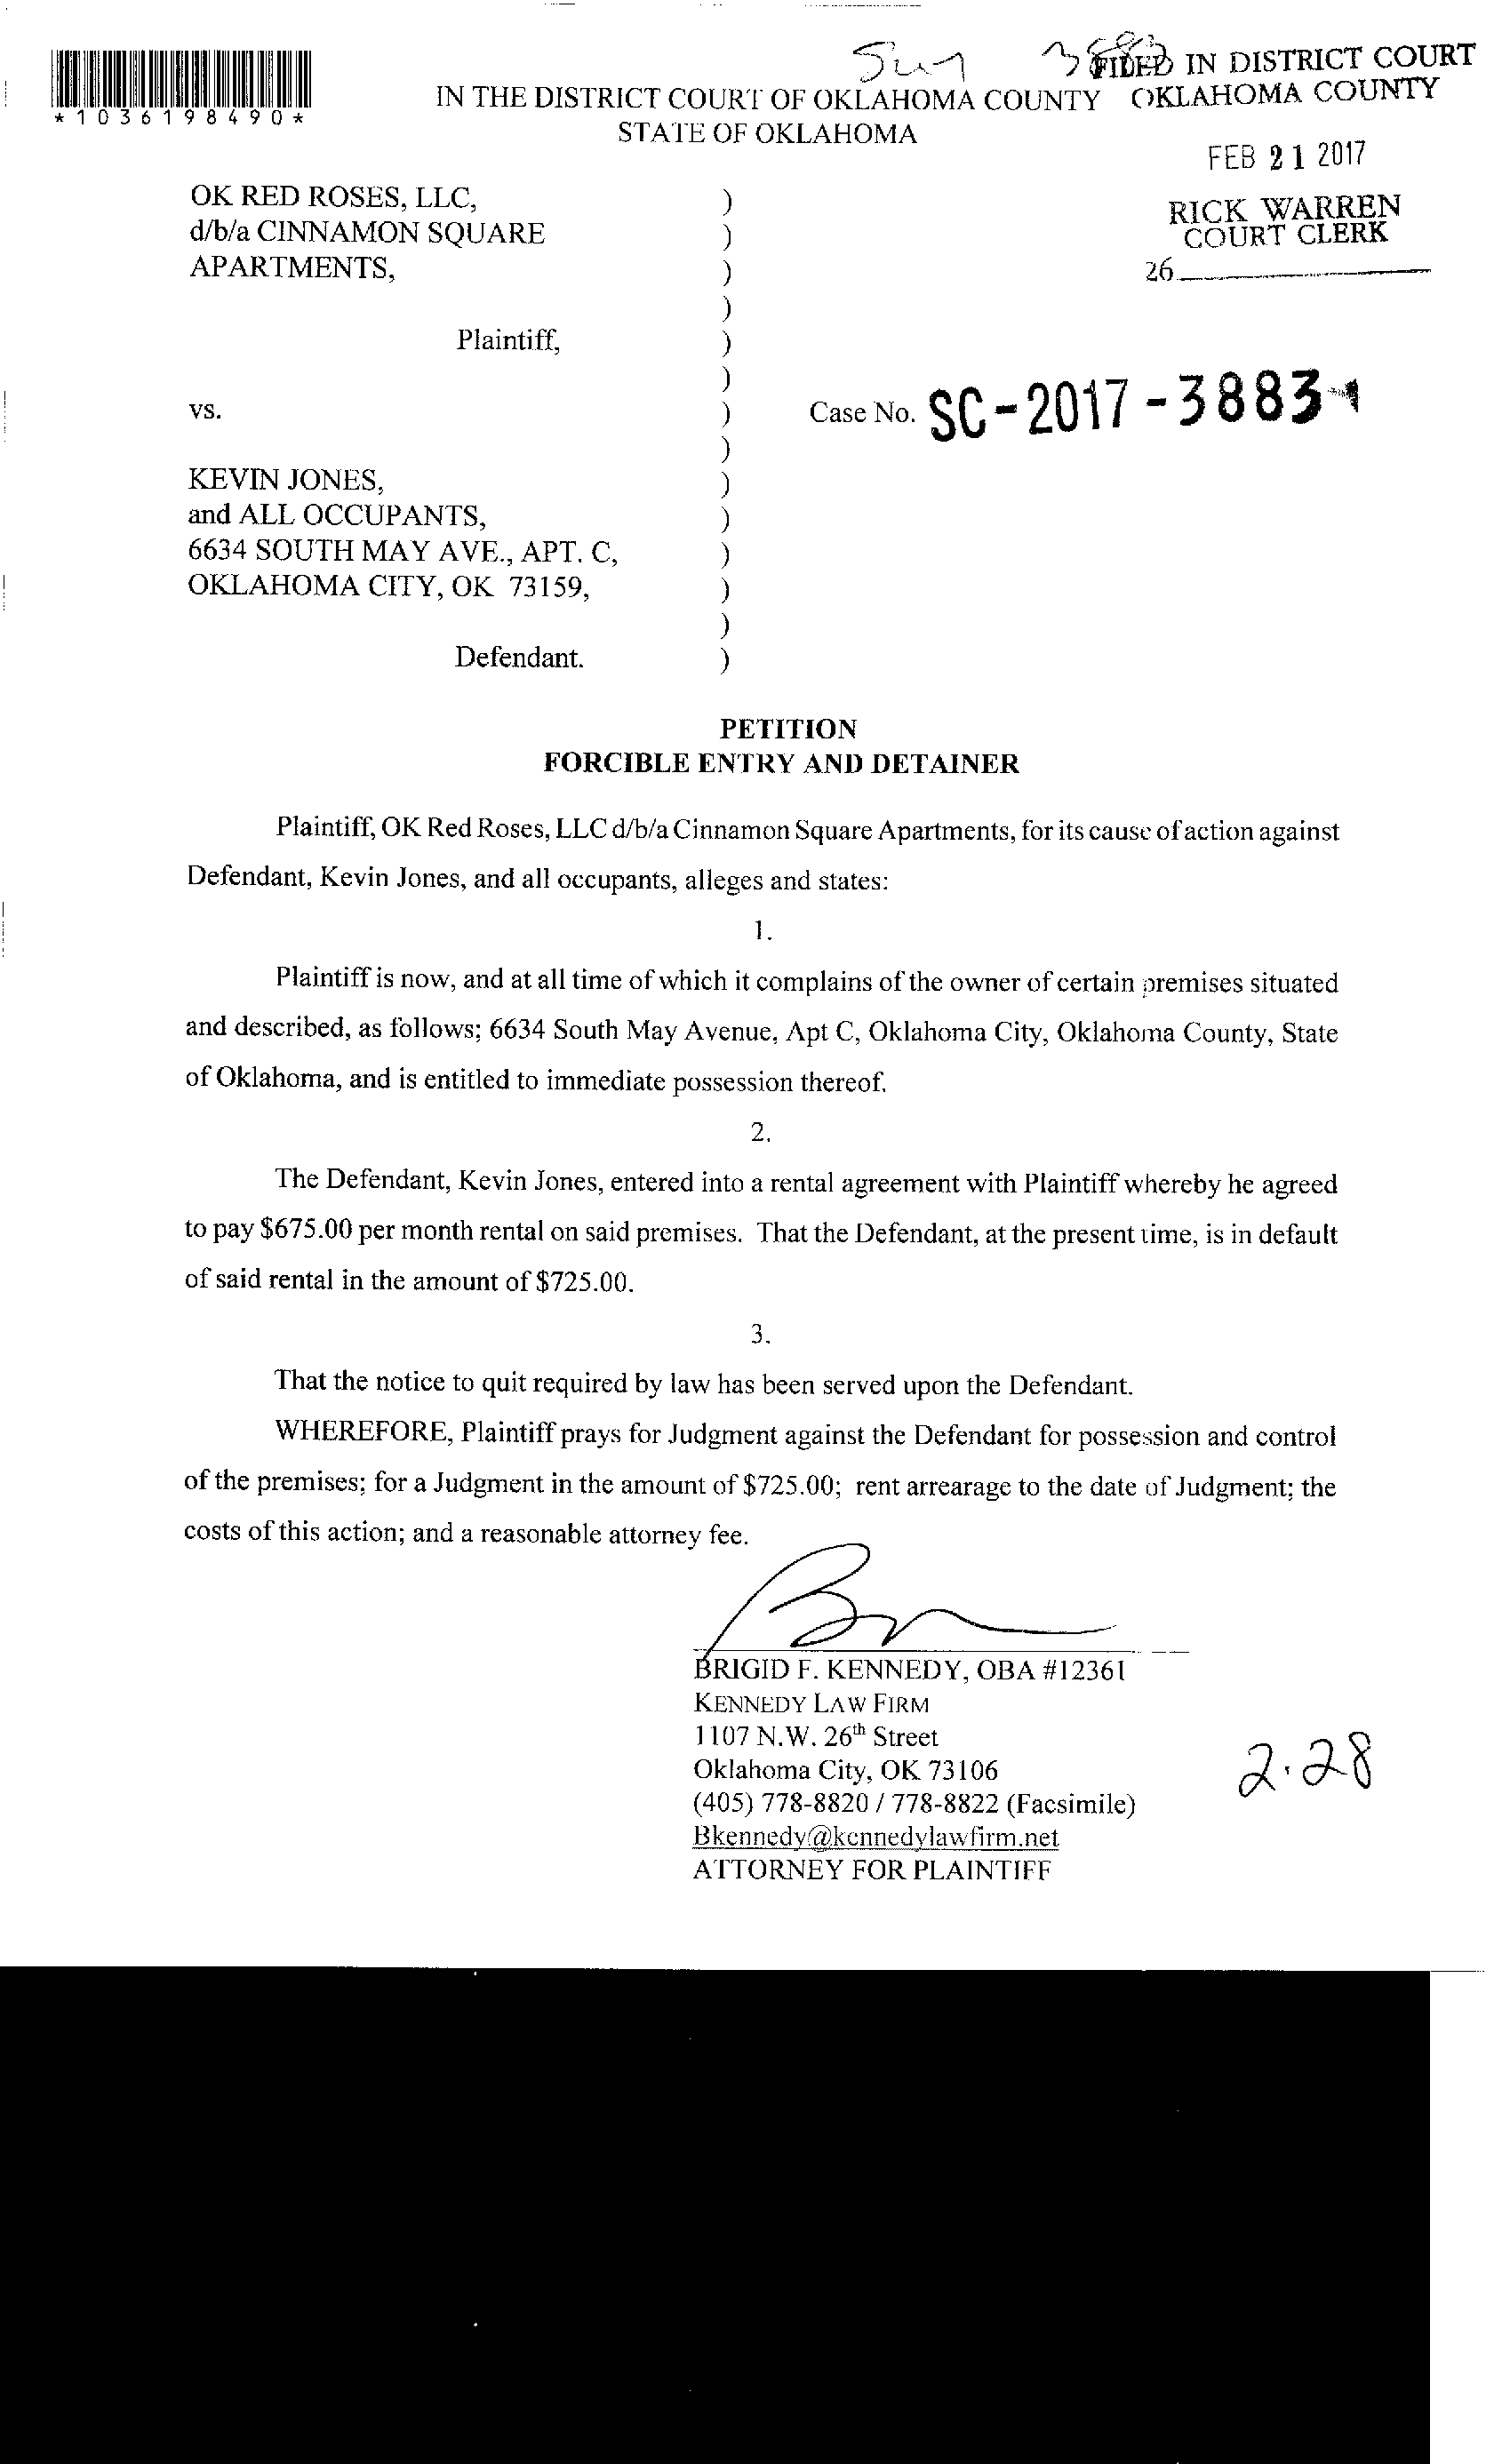 *1036198490*
FILED IN DISTRICT COURT
IN THE DISTRICT COURT OF OKLAHOMA COUNTY OKLAHOMA COUNTY
STATE OF OKLAHOMA
FEB 21 2017
OK RED ROSES, LLC, )
d/b/a CINNAMON SQUARE )
APARTMENTS, )
)
RICK WARREN
COURT CLERK
26
Plaintiff, )
)
vs. ) Case No. SC-2017-3883
)
KEVIN JONES, )
and ALL OCCUPANTS, )
6634 SOUTH MAY AVE., APT. C, )
OKLAHOMA CITY, OK 73159, )
)
Defendant. )
PETITION
FORCIBLE ENTRY AND DETAINER
Plaintiff, OK Red Roses, LLC d/b/a Cinnamon Square Apartments, for its cause of action against
Defendant, Kevin Jones, and all occupants, alleges and states:
1.
Plaintiff is now, and at all time of which it complains of the owner of certain premises situated
and described, as follows; 6634 South May Avenue, Apt C, Oklahoma City, Oklahoma County, State
of Oklahoma, and is entitled to immediate possession thereof.
2.
The Defendant, Kevin Jones, entered into a rental agreement with Plaintiff whereby he agreed
to pay $675.00 per month rental on said premises. That the Defendant, at the present time, is in default
of said rental in the amount of $725.00.
3.
That the notice to quit required by law has been served upon the Defendant.
WHEREFORE, Plaintiff prays for Judgment against the Defendant for possession and control
of the premises; for a Judgment in the amount of $725.00; rent arrearage to the date of Judgment; the
costs of this action; and a reasonable attorney fee.
BRIGID F. KENNEDY, OBA #12361
KENNEDY LAW FIRM
1107 N.W. 26th Street
Oklahoma City, OK 73106
(405) 778-8820 / 778-8822 (Facsimile)
Bkennedy@kennedylawfirm.net
ATTORNEY FOR PLAINTIFF
2.28